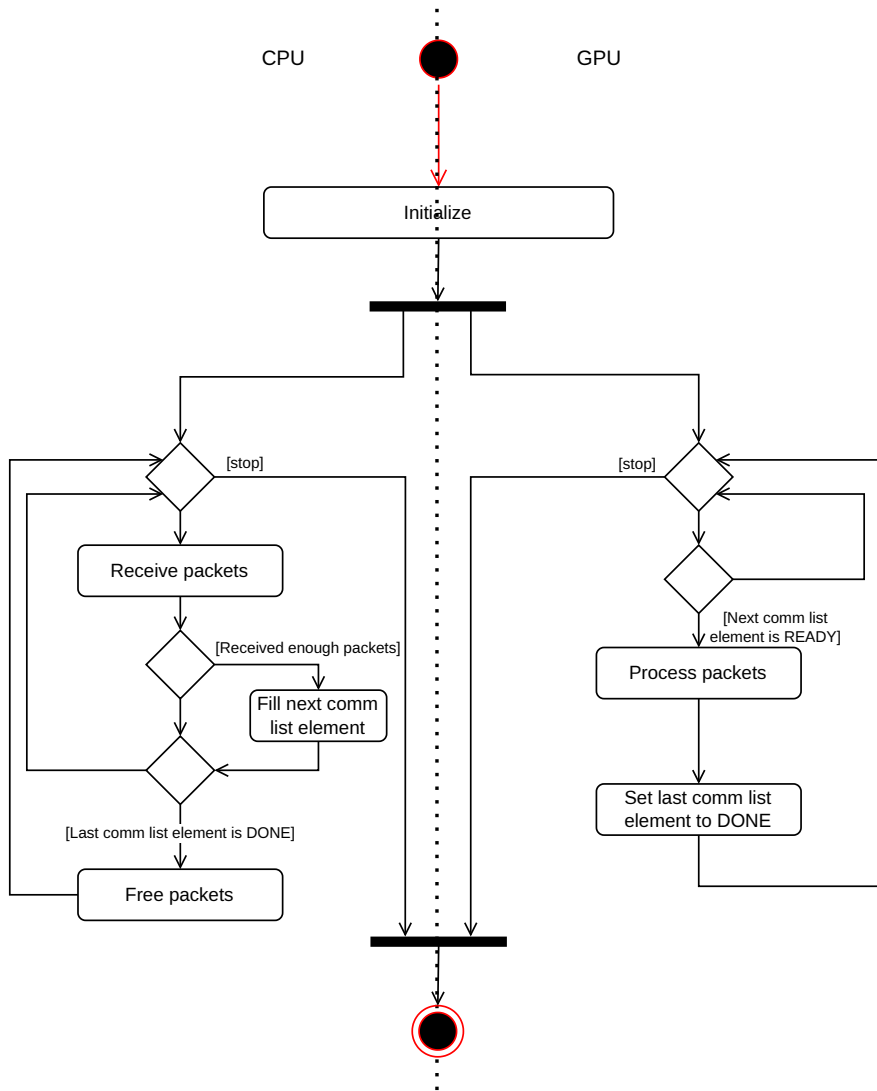 CPU
GPU
Initialize
[stop]
[stop]
Receive packets
[Next comm list
element is READY]
[Received enough packets]
Process packets
Fill next comm
list element
Set last comm list
element to DONE
[Last comm list element is DONE]
Free packets